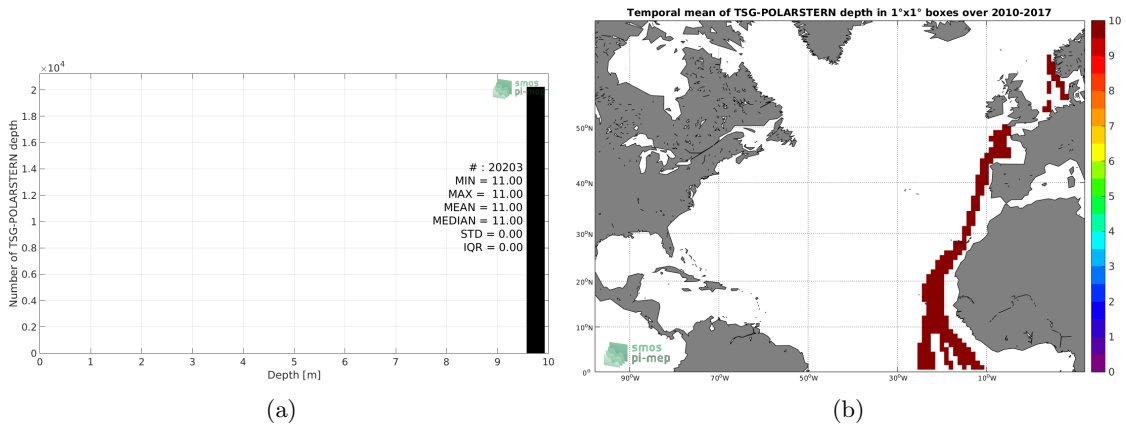 ×10⁴
2
1.8
1.6
1.4
1.2
1
0.8
0.6
0.4
0.2
0
Number of TSG-POLARSTERN depth
smos
pi-mep
# : 20203
MIN = 11.00
MAX = 11.00
MEAN = 11.00
MEDIAN = 11.00
STD = 0.00
IQR = 0.00
0 1 2 3 4 5 6 7 8 9 10
Depth [m]
(a)
Temporal mean of TSG-POLARSTERN depth in 1°x1° boxes over 2010-2017
50°N
40°N
30°N
20°N
10°N
0°
90°W 70°W 50°W 30°W 10°W
smos
pi-mep
10
9
8
7
6
5
4
3
2
1
0
(b)